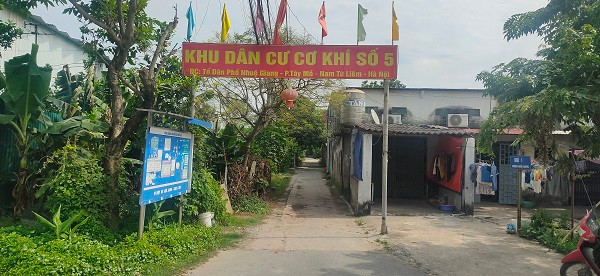 KHU DÂN CƯ CƠ KHÍ SỐ 5
ĐC: Tổ Dân Phố Nhuệ Giang - P.Tây Mỗ - Nam Từ Liêm - Hà Nội